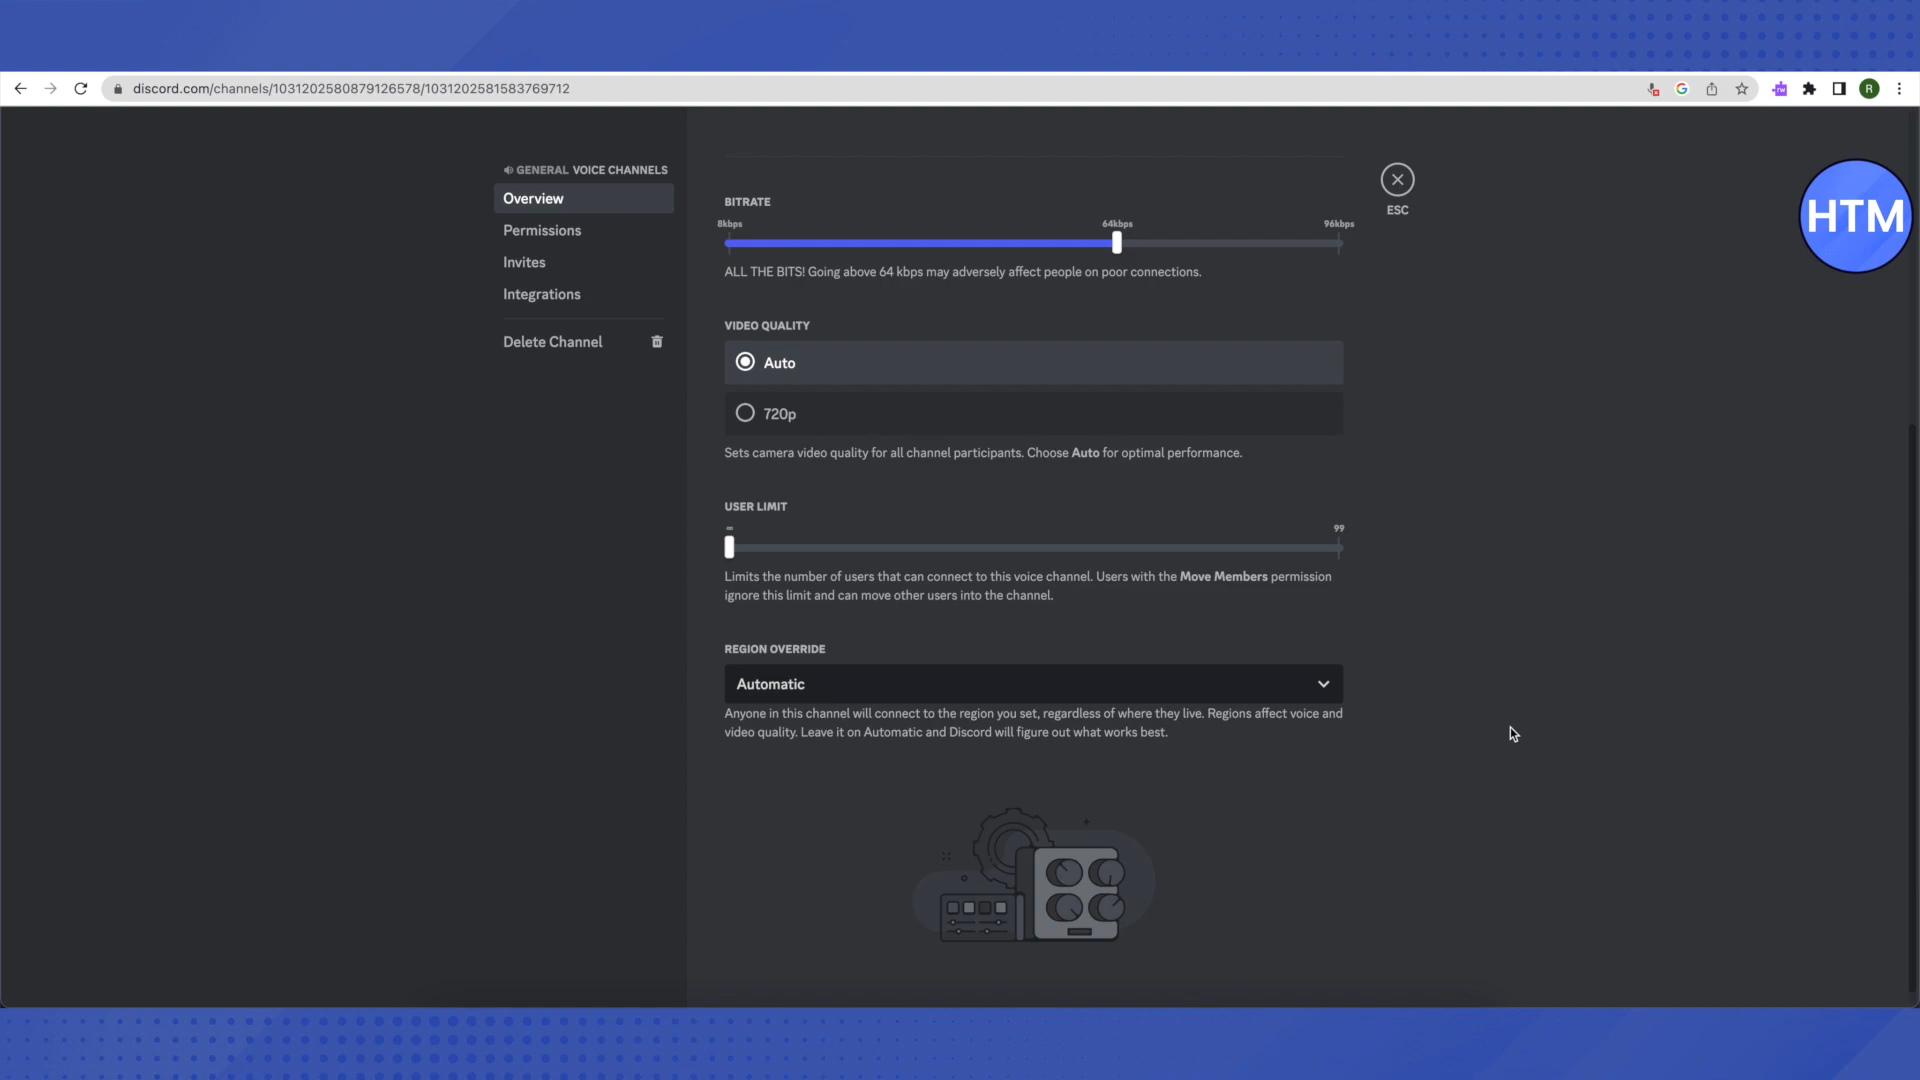 discord.com/channels/1031202580879126578/1031202581583769712
R
HTM
GENERAL VOICE CHANNELS
Overview
Permissions
Invites
Integrations
Delete Channel
ESC
BITRATE
8kbps 64kbps 96kbps
ALL THE BITS! Going above 64 kbps may adversely affect people on poor connections.
VIDEO QUALITY
Auto
720p
Sets camera video quality for all channel participants. Choose Auto for optimal performance.
USER LIMIT
∞ 99
Limits the number of users that can connect to this voice channel. Users with the Move Members permission
ignore this limit and can move other users into the channel.
REGION OVERRIDE
Automatic
Anyone in this channel will connect to the region you set, regardless of where they live. Regions affect voice and
video quality. Leave it on Automatic and Discord will figure out what works best.